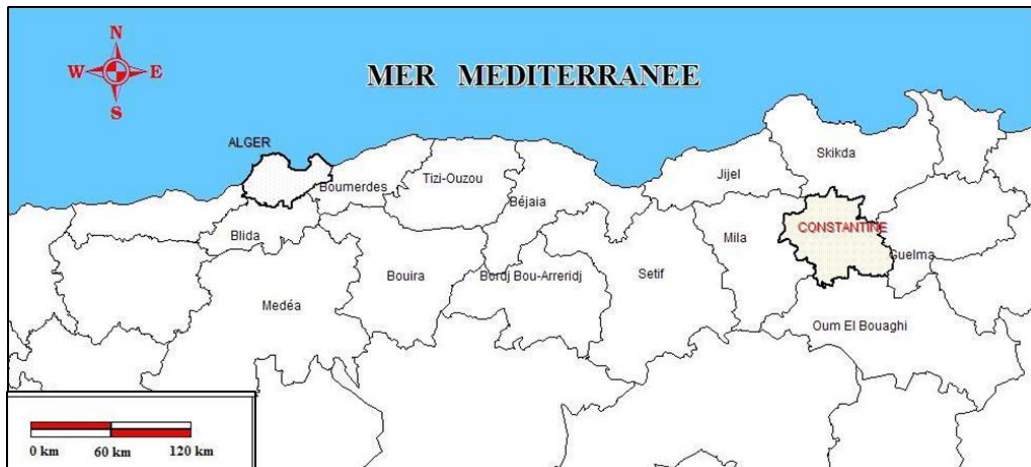 N
W E
S
MER MEDITERRANEE
ALGER
Boumerdes
Tizi-Ouzou
Béjaia
Jijel
Skikda
Blida
Mila
CONSTANTINE
Guelma
Medéa
Bouira
Bordj Bou-Arreridj
Setif
Oum El Bouaghi
0 km 60 km 120 km